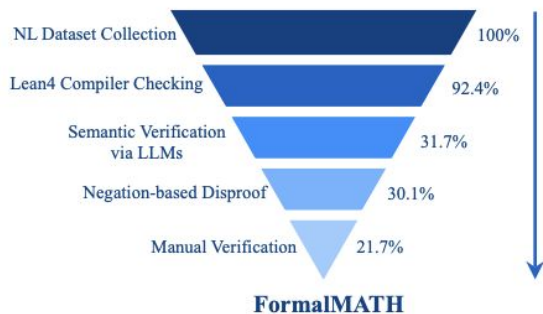 NL Dataset Collection
100%
Lean4 Compiler Checking
92.4%
Semantic Verification
via LLMs
31.7%
Negation-based Disproof
30.1%
Manual Verification
21.7%
FormalMATH